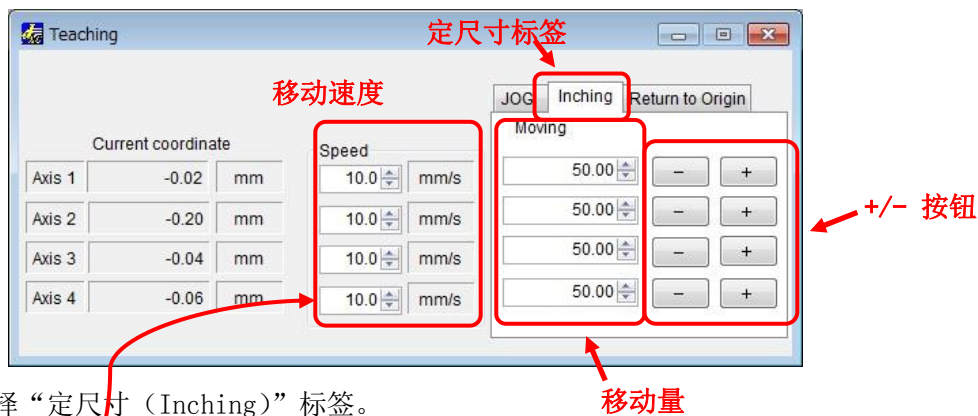 Teaching
定尺寸标签
移动速度
JOG Inching Return to Origin
Moving
Current coordinate
Speed
Axis 1 -0.02 mm 10.0 mm/s 50.00 - +
Axis 2 -0.20 mm 10.0 mm/s 50.00 - +
+/- 按钮
Axis 3 -0.04 mm 10.0 mm/s 50.00 - +
Axis 4 -0.06 mm 10.0 mm/s 50.00 - +
移动量
择“定尺寸（Inching）”标签。